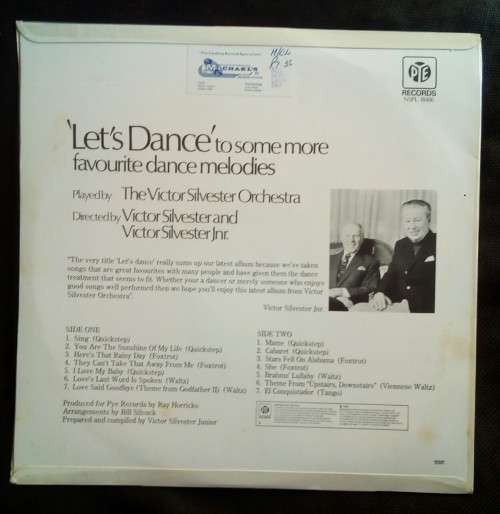 MICHAEL'S
PYE
RECORDS
'Let's Dance' to some more
favourite dance melodies
Played by The Victor Silvester Orchestra
Directed by Victor Silvester and
Victor Silvester Jnr.
"The very title 'Let's dance' really sums up our latest album because we've taken
songs that are great favourites with many people and have given them the dance
treatment that seems to fit. Whether your a dancer or merely someone who enjoys
good songs well performed then we hope you'll enjoy this latest album from Victor
Silvester Orchestra".
Victor Silvester Jnr.
SIDE ONE
1. Sing (Quickstep)
2. You Are The Sunshine Of My Life (Quickstep)
3. Here's That Rainy Day (Foxtrot)
4. They Can't Take That Away From Me (Foxtrot)
5. I Love My Baby (Quickstep)
6. Love's Last Word Is Spoken (Waltz)
7. Love Said Goodbye (Theme from Godfather II) (Waltz)
SIDE TWO
1. Mame (Quickstep)
2. Cabaret (Quickstep)
3. Stars Fell On Alabama (Foxtrot)
4. She (Foxtrot)
5. Brahms' Lullaby (Waltz)
6. Theme From "Upstairs, Downstairs" (Viennese Waltz)
7. El Conquistador (Tango)
Produced for Pye Records by Ray Horricks
Arrangements by Bill
Prepared and compiled by Victor Silvester Junior